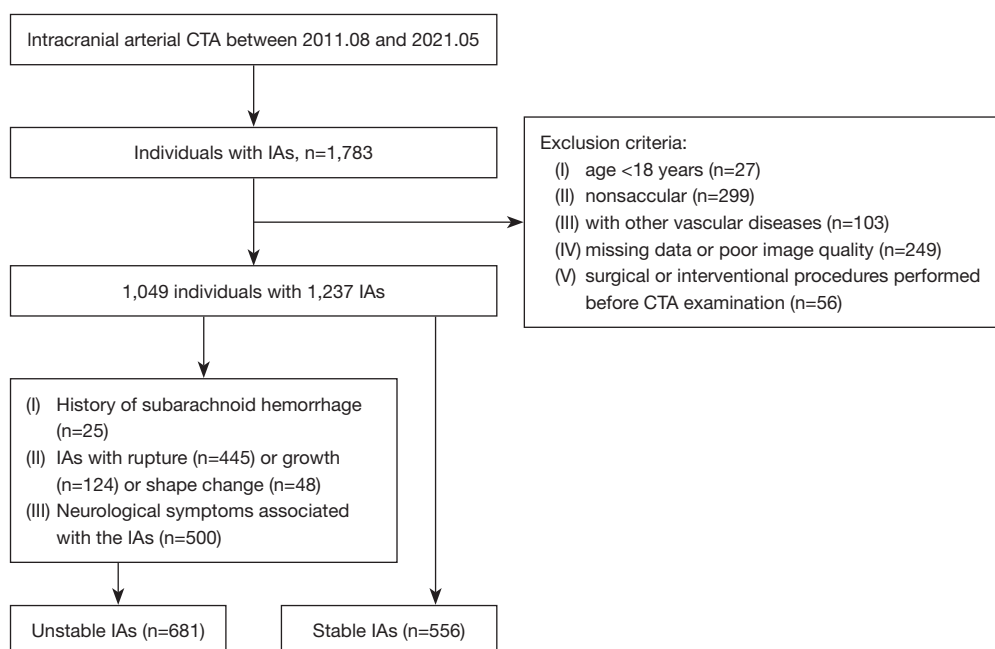 Intracranial arterial CTA between 2011.08 and 2021.05
Individuals with IAs, n=1,783
Exclusion criteria:
(I) age <18 years (n=27)
(II) nonsaccular (n=299)
(III) with other vascular diseases (n=103)
(IV) missing data or poor image quality (n=249)
(V) surgical or interventional procedures performed
before CTA examination (n=56)
1,049 individuals with 1,237 IAs
(I) History of subarachnoid hemorrhage
(n=25)
(II) IAs with rupture (n=445) or growth
(n=124) or shape change (n=48)
(III) Neurological symptoms associated
with the IAs (n=500)
Unstable IAs (n=681)
Stable IAs (n=556)